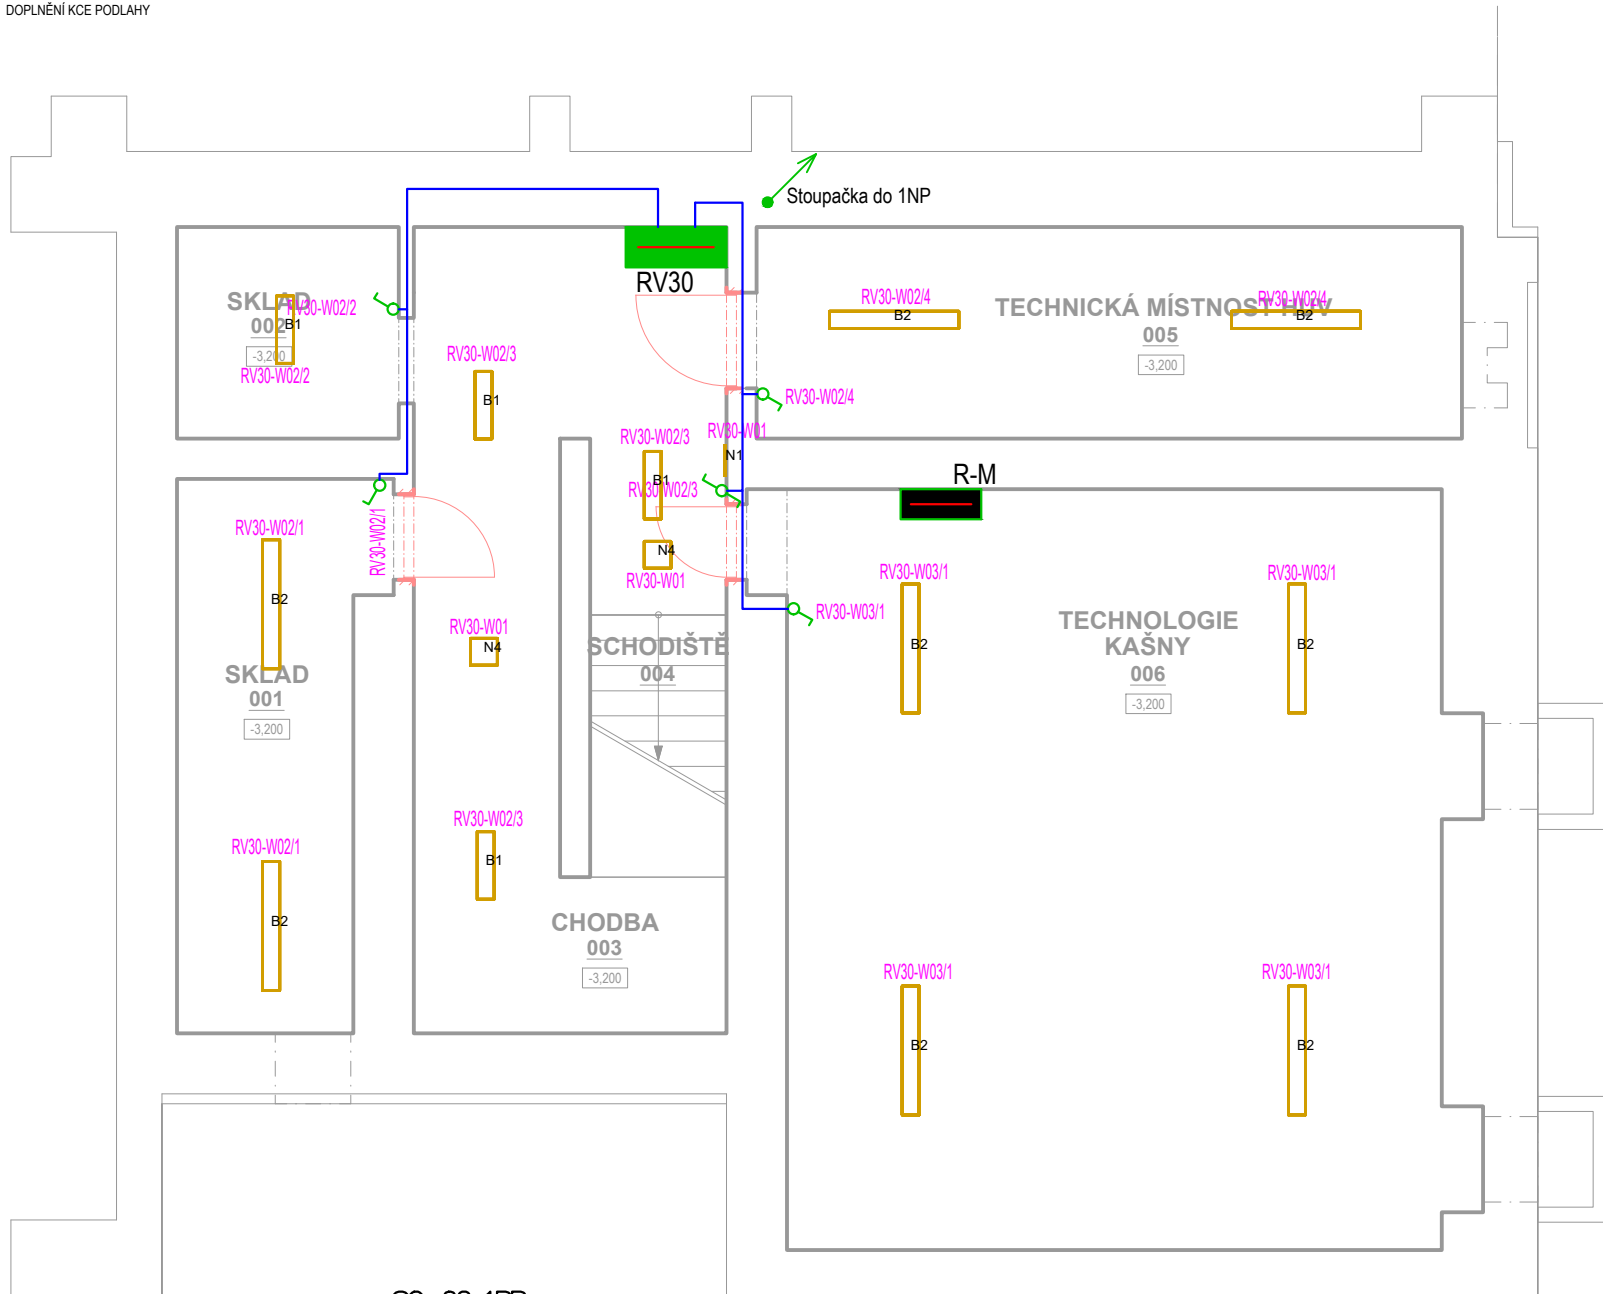 DOPLNĚNÍ KCE PODLAHY
Stoupačka do 1NP
RV30
SKLAD
002
-3,200
RV30-W02/2
B1
RV30-W02/2
RV30-W02/3
B1
RV30-W02/4
B2
TECHNICKÁ MÍSTNOST HUV
005
-3,200
RV30-W02/4
B2
RV30-W02/4
RV30-W01
N1
RV30-W02/3
B1
RV30-W02/3
N4
RV30-W01
R-M
RV30-W02/1
RV30-W02/1
B2
SKLAD
001
-3,200
RV30-W02/1
B2
RV30-W01
N4
SCHODIŠTĚ
004
RV30-W03/1
RV30-W03/1
B2
RV30-W03/1
B2
TECHNOLOGIE
KAŠNY
006
-3,200
RV30-W02/3
B1
CHODBA
003
-3,200
RV30-W03/1
B2
RV30-W03/1
B2